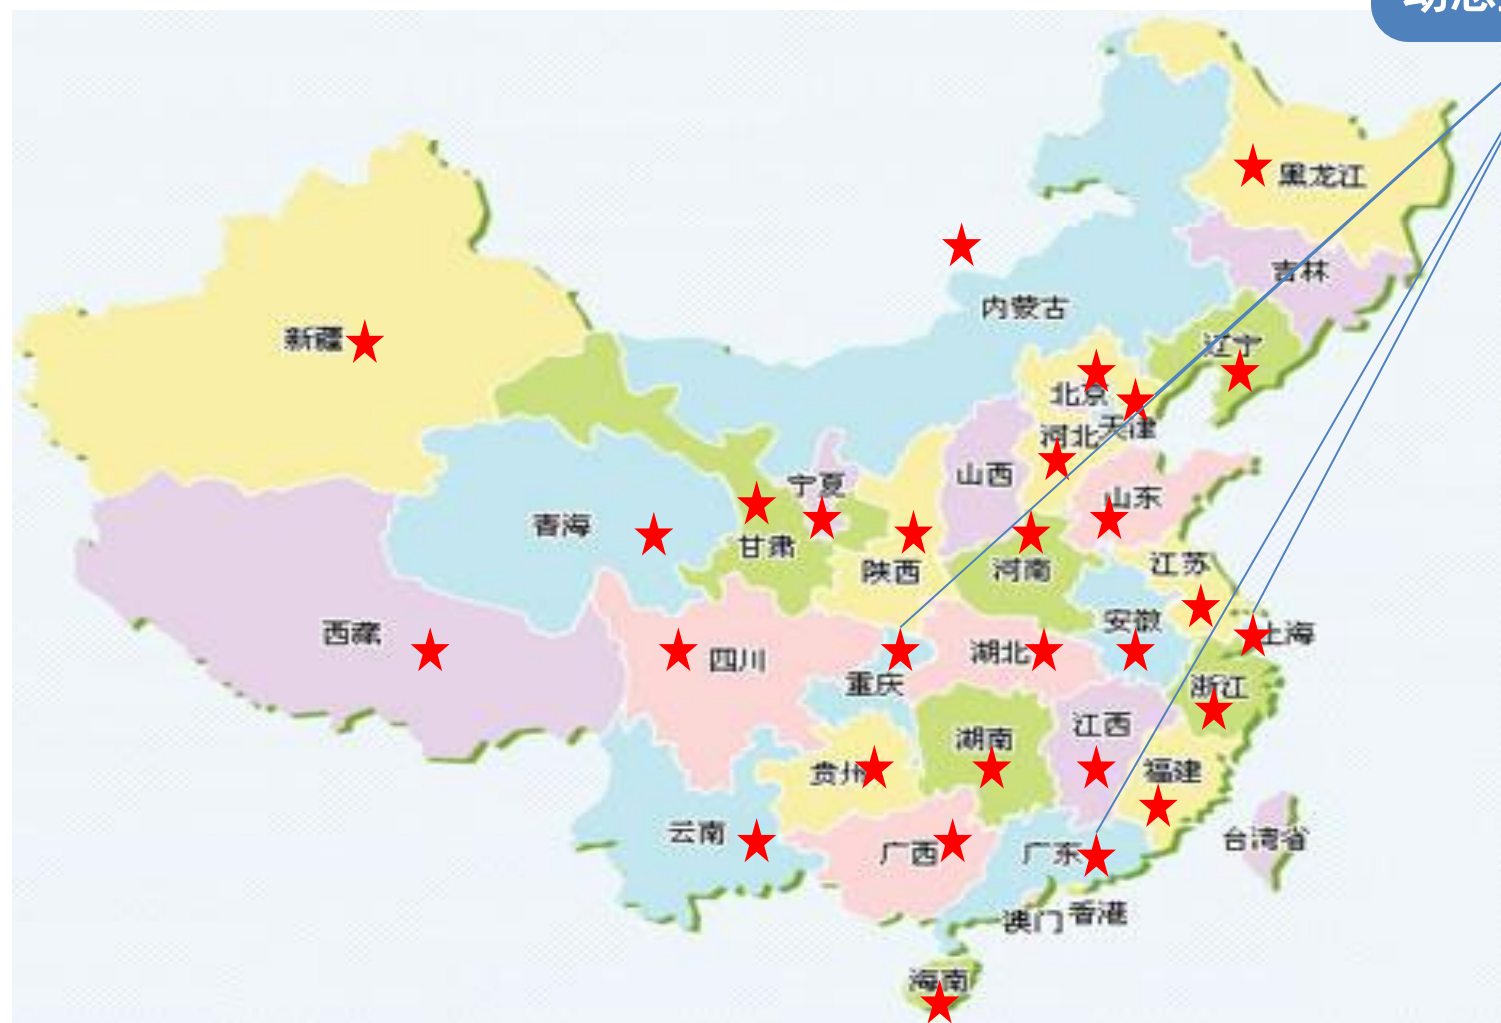 黑龙江
吉林
内蒙古
新疆
辽宁
北京
天津
河北
山西
宁夏
山东
青海
甘肃
陕西
河南
江苏
安徽
上海
西藏
四川
湖北
重庆
浙江
江西
湖南
福建
贵州
云南
广西
广东
台湾省
澳门
香港
海南